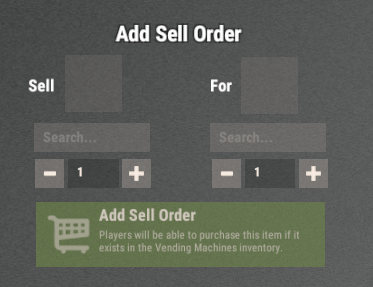 Add Sell Order
Sell
For
Search...
Search...
- 1 +
- 1 +
Add Sell Order
Players will be able to purchase this item if it
exists in the Vending Machines inventory.